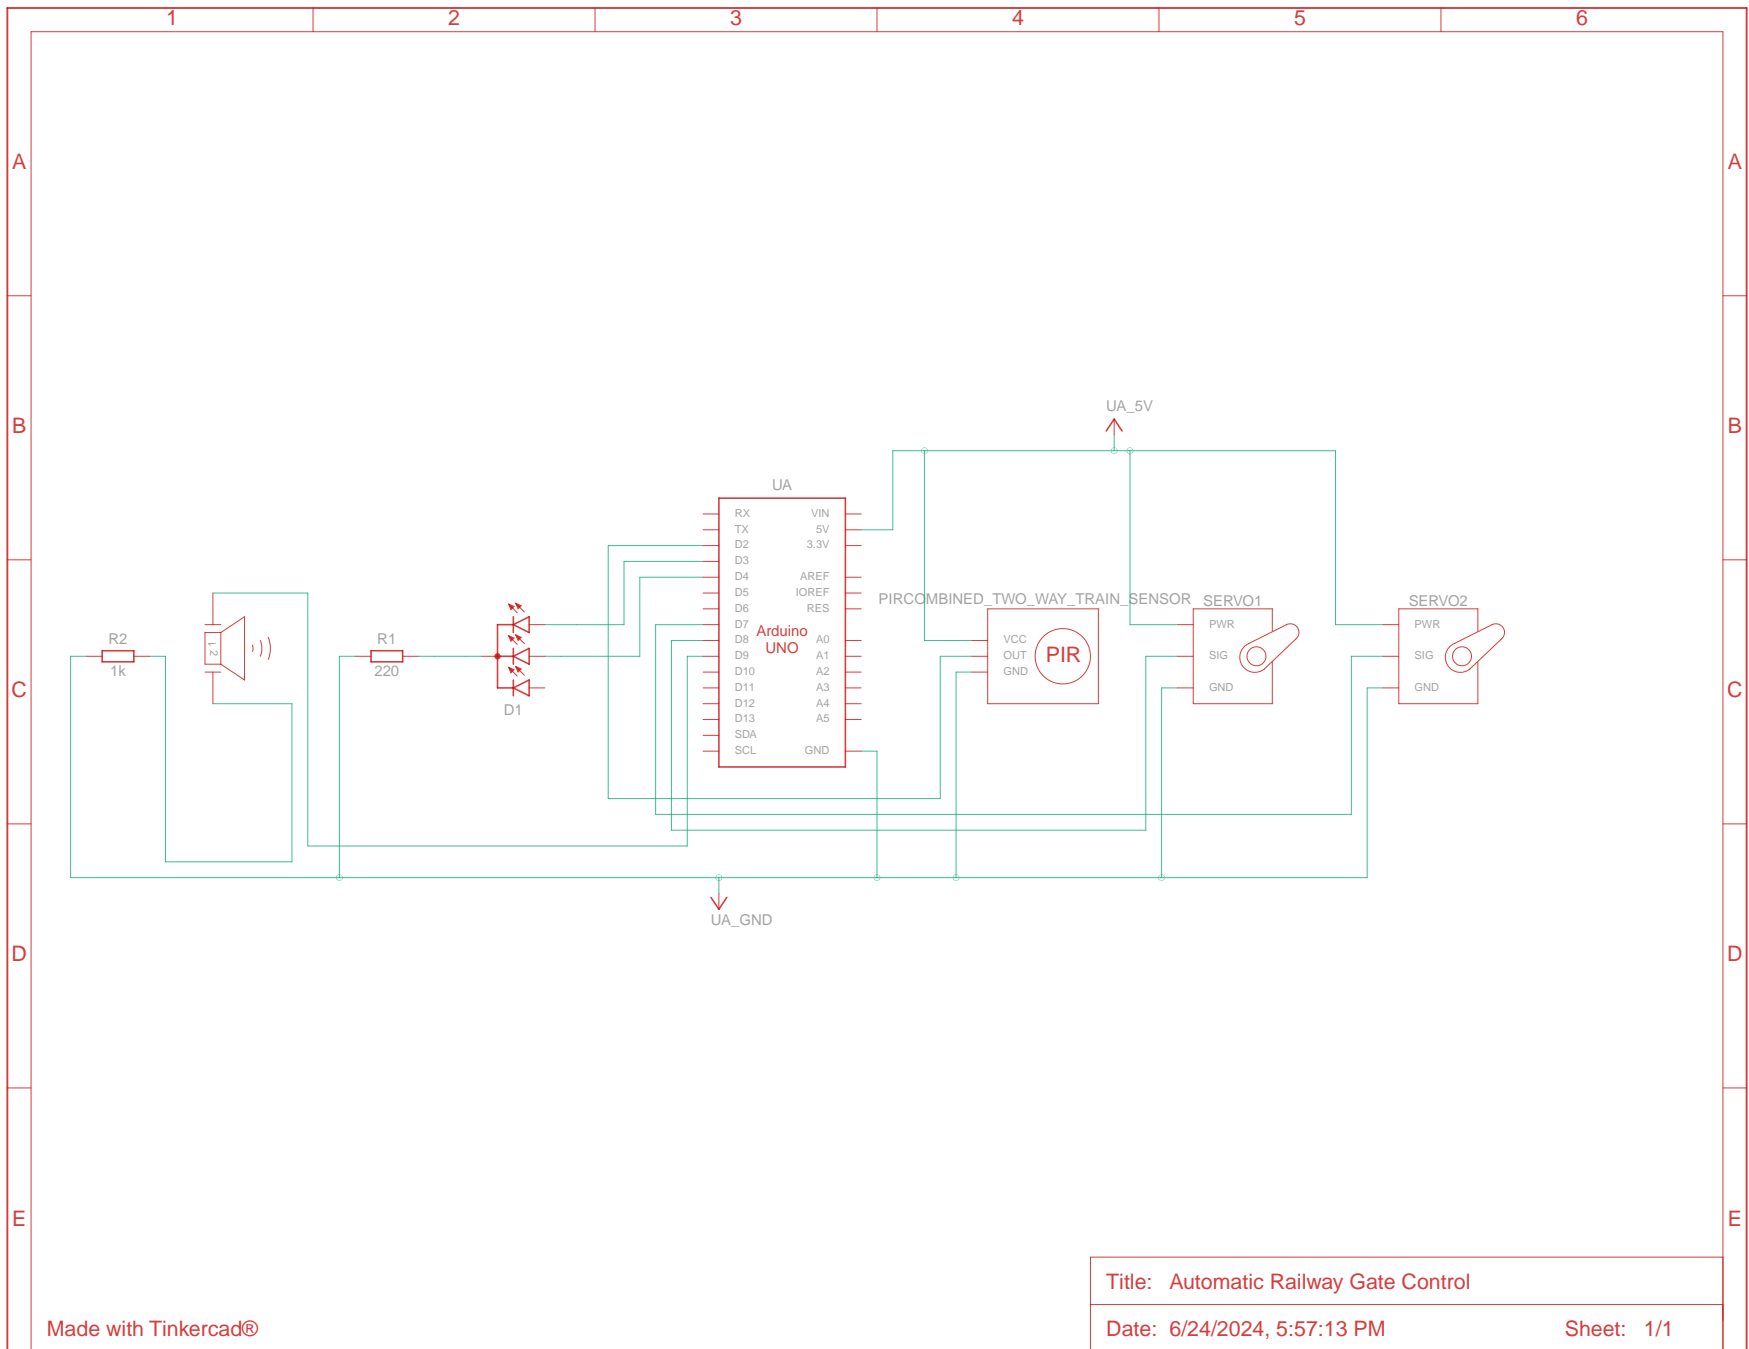 1 2 3 4 5 6
A A
B B
UA_5V
UA
RX VIN
TX 5V
D2 3.3V
D3
D4 AREF
D5 IOREF
D6 RES
D7
D8 A0
D9 A1
D10 A2
D11 A3
D12 A4
D13 A5
SDA
SCL GND
Arduino
UNO
PIRCOMBINED_TWO_WAY_TRAIN_SENSOR
VCC
OUT
GND
PIR
SERVO1
PWR
SIG
GND
SERVO2
PWR
SIG
GND
C C
R2
1k
1 2
R1
220
D1
UA_GND
D D
E E
Title: Automatic Railway Gate Control
Made with Tinkercad®
Date: 6/24/2024, 5:57:13 PM Sheet: 1/1